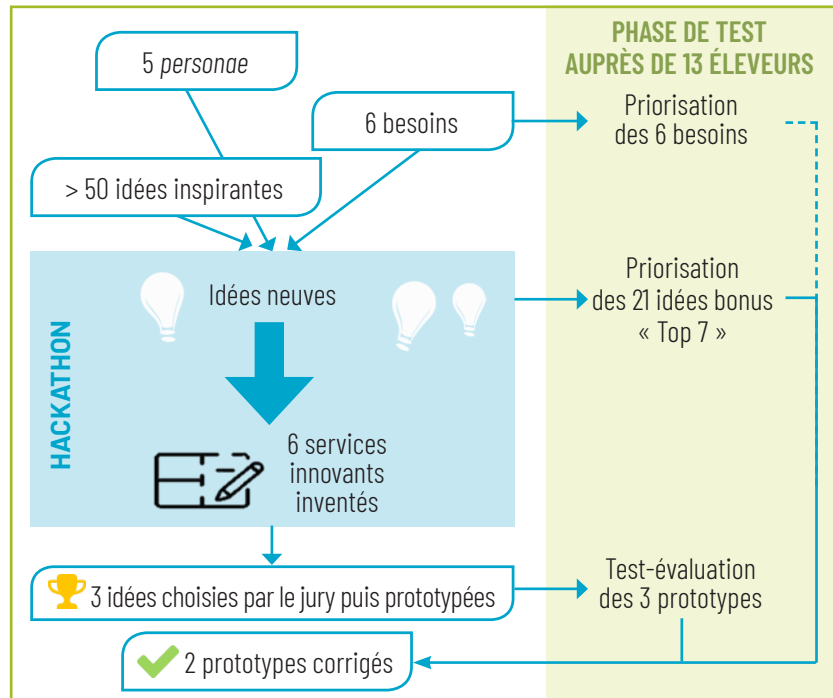 PHASE DE TEST
AUPRÈS DE 13 ÉLEVEURS
5 personae
6 besoins
Priorisation
des 6 besoins
> 50 idées inspirantes
HACKATHON
Idées neuves
Priorisation
des 21 idées bonus
« Top 7 »
6 services
innovants
inventés
3 idées choisies par le jury puis prototypées
Test-évaluation
des 3 prototypes
2 prototypes corrigés